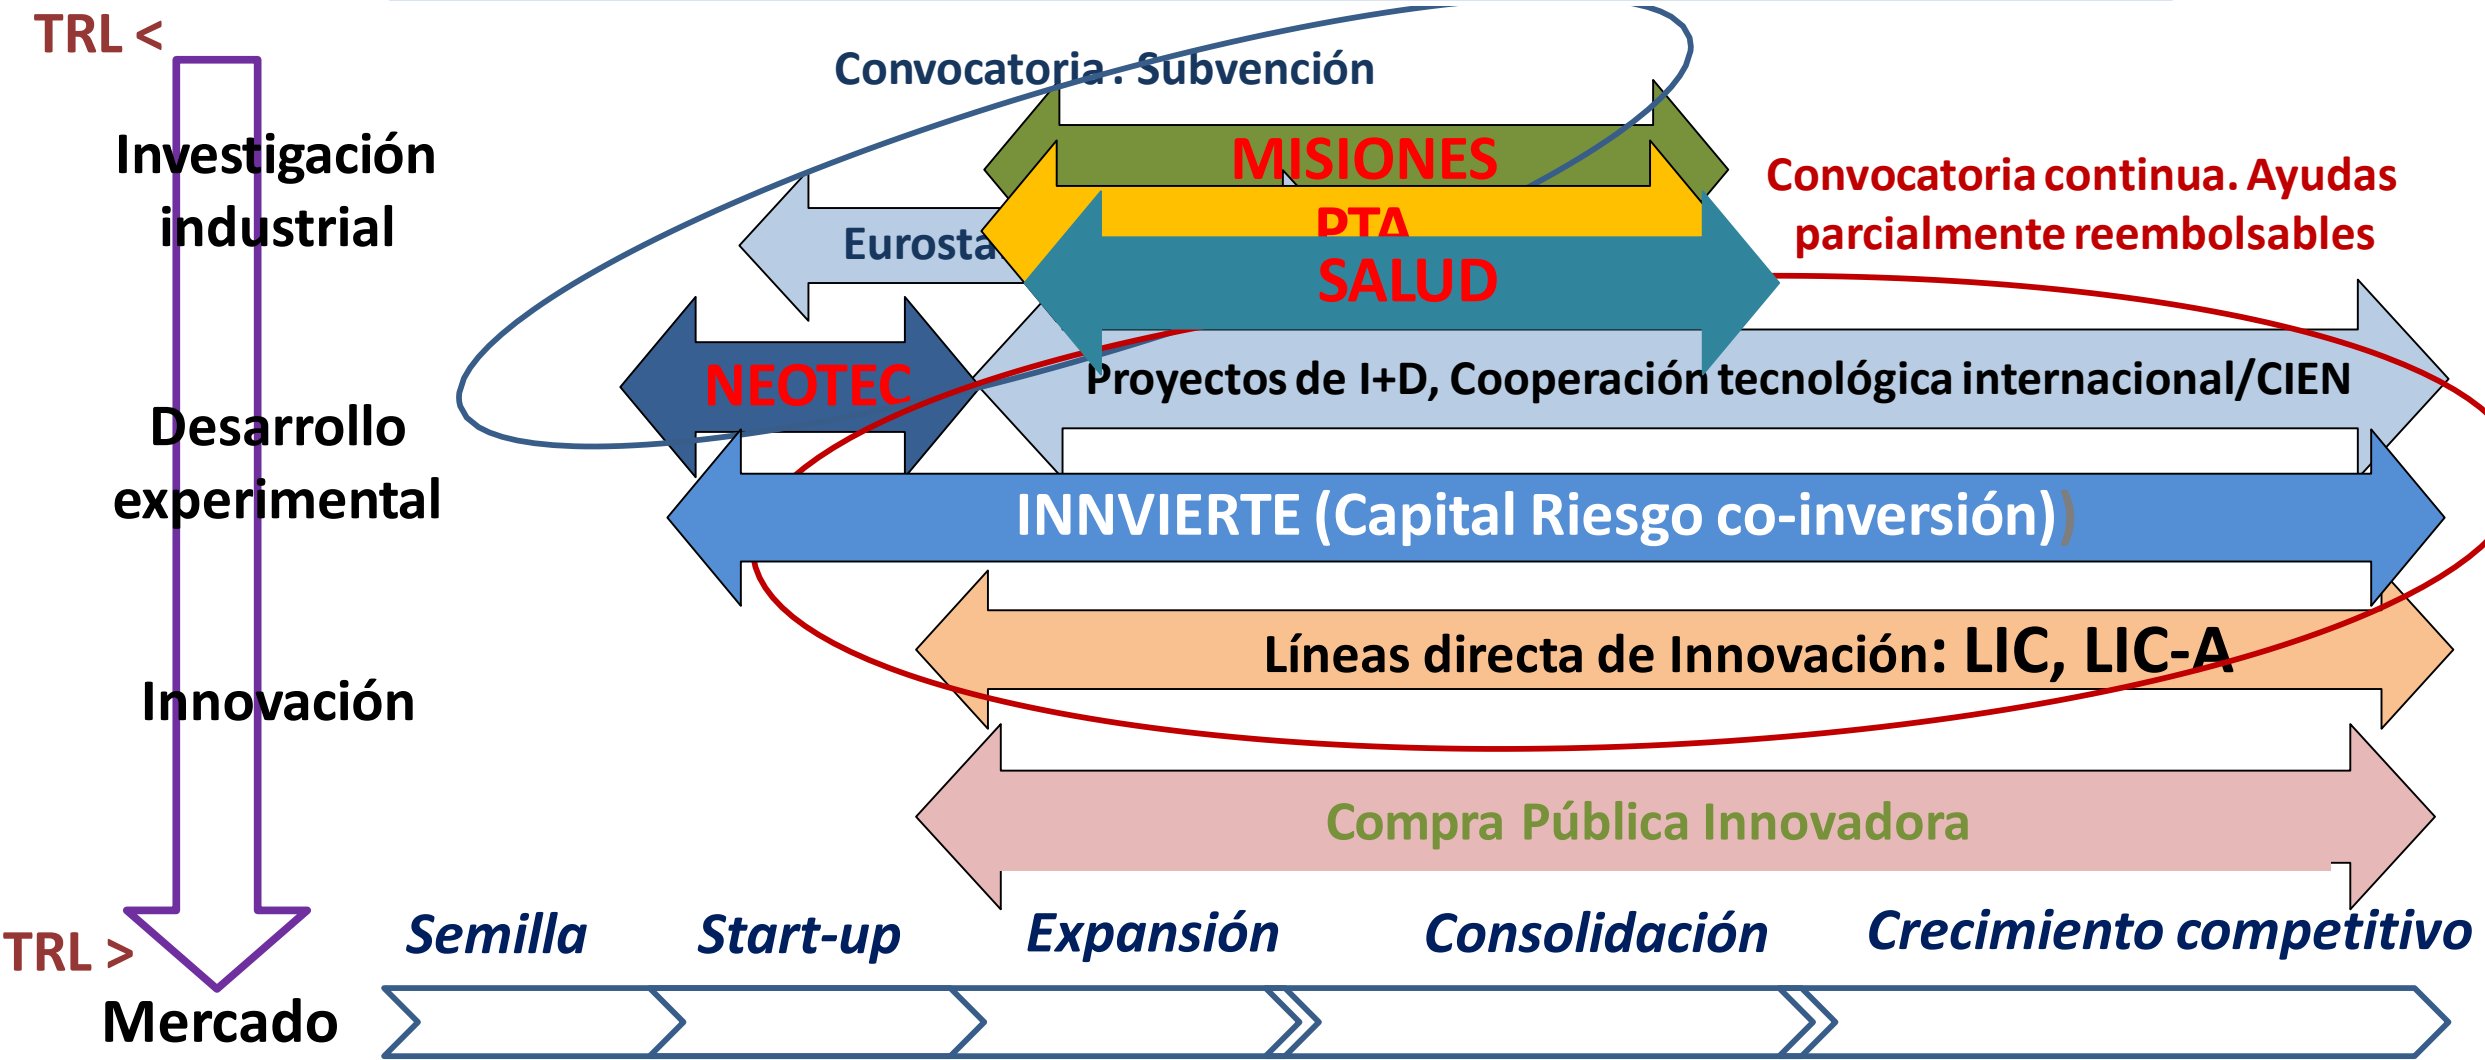 TRL <
Convocatoria . Subvención
Investigación
industrial
MISIONES
Convocatoria continua. Ayudas
parcialmente reembolsables
PTA
Eurosta
SALUD
NEOTEC
Proyectos de I+D, Cooperación tecnológica internacional/CIEN
Desarrollo
experimental
INNVIERTE (Capital Riesgo co-inversión))
Líneas directa de Innovación: LIC, LIC-A
Innovación
Compra Pública Innovadora
TRL >
Semilla
Start-up
Expansión
Consolidación
Crecimiento competitivo
Mercado